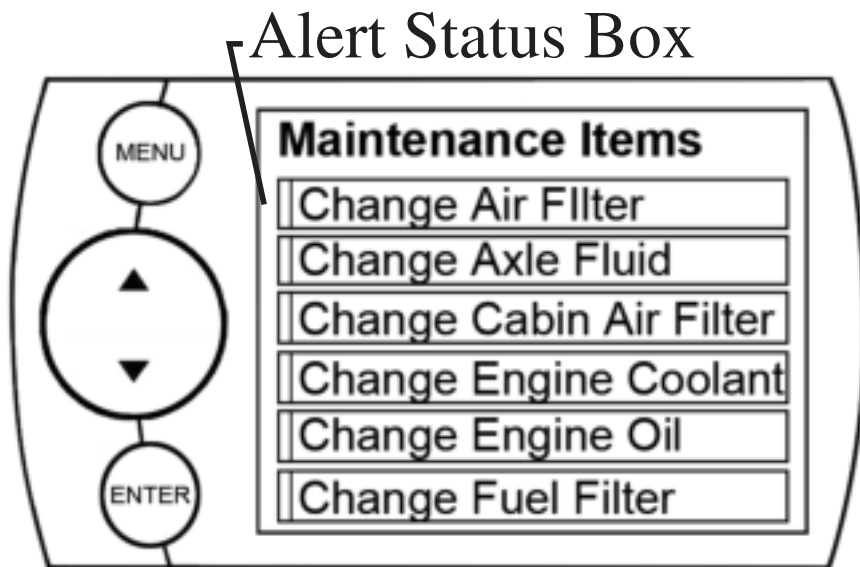 Alert Status Box
MENU
Maintenance Items
Change Air FIlter
Change Axle Fluid
Change Cabin Air Filter
Change Engine Coolant
Change Engine Oil
ENTER
Change Fuel Filter